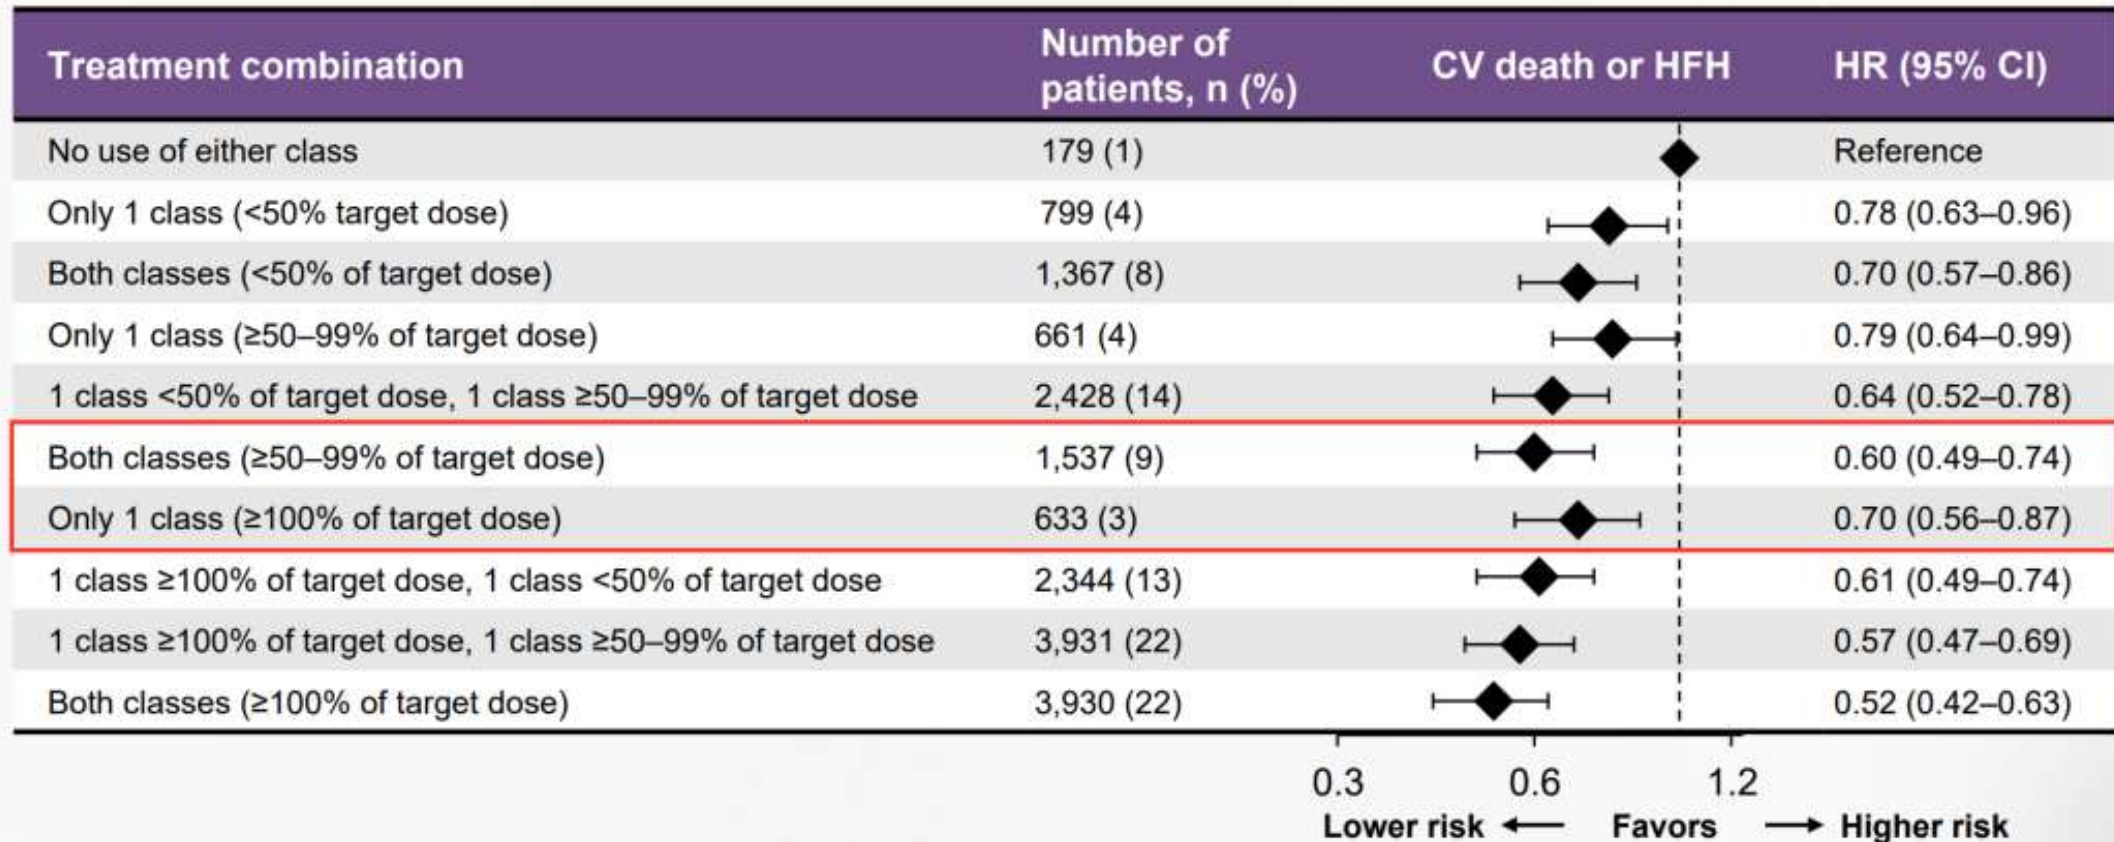 Treatment combination Number of patients, n (%) CV death or HFH HR (95% CI)
No use of either class 179 (1) Reference
Only 1 class (<50% target dose) 799 (4) 0.78 (0.63–0.96)
Both classes (<50% of target dose) 1,367 (8) 0.70 (0.57–0.86)
Only 1 class (≥50–99% of target dose) 661 (4) 0.79 (0.64–0.99)
1 class <50% of target dose, 1 class ≥50–99% of target dose 2,428 (14) 0.64 (0.52–0.78)
Both classes (≥50–99% of target dose) 1,537 (9) 0.60 (0.49–0.74)
Only 1 class (≥100% of target dose) 633 (3) 0.70 (0.56–0.87)
1 class ≥100% of target dose, 1 class <50% of target dose 2,344 (13) 0.61 (0.49–0.74)
1 class ≥100% of target dose, 1 class ≥50–99% of target dose 3,931 (22) 0.57 (0.47–0.69)
Both classes (≥100% of target dose) 3,930 (22) 0.52 (0.42–0.63)
0.3 0.6 1.2
Lower risk ← Favors → Higher risk